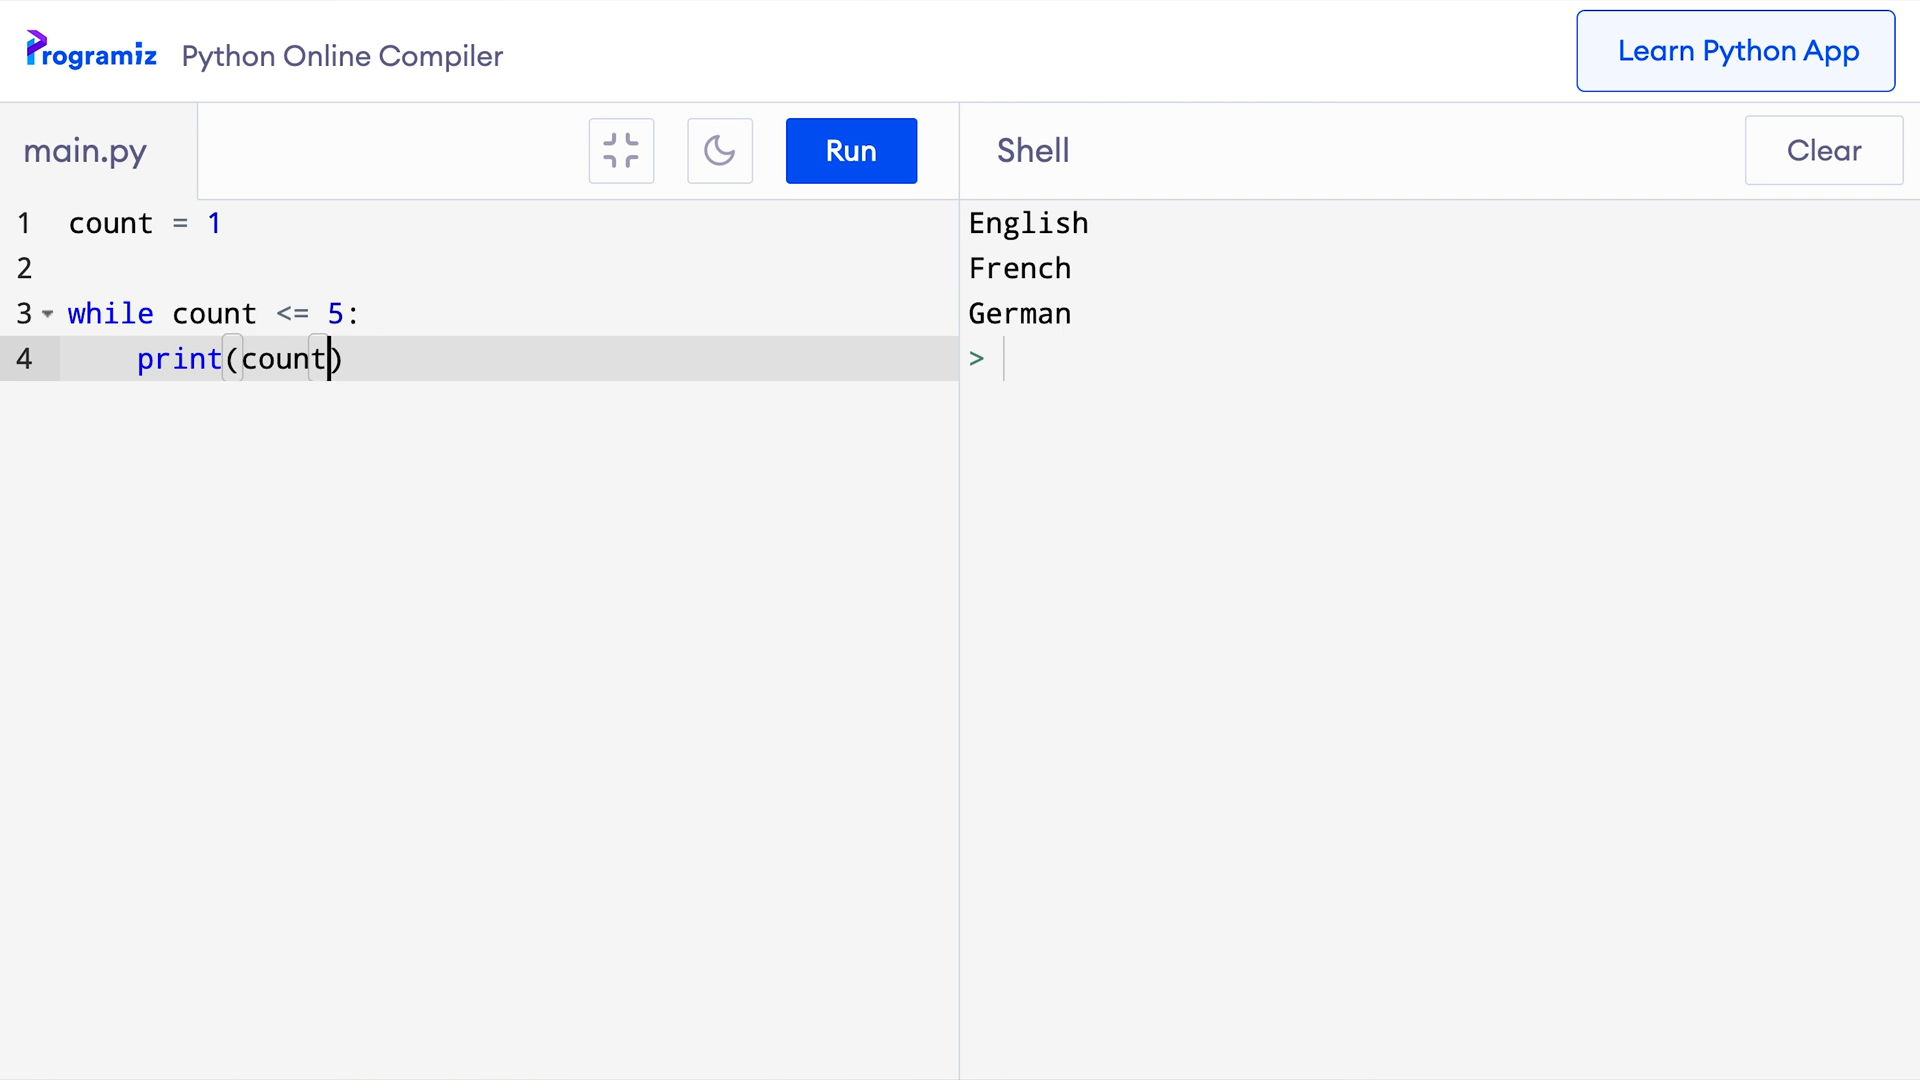 Programiz Python Online Compiler
Learn Python App
main.py
Run
Shell
Clear
1 count = 1
2
3 while count <= 5:
4     print(count)
English
French
German
>